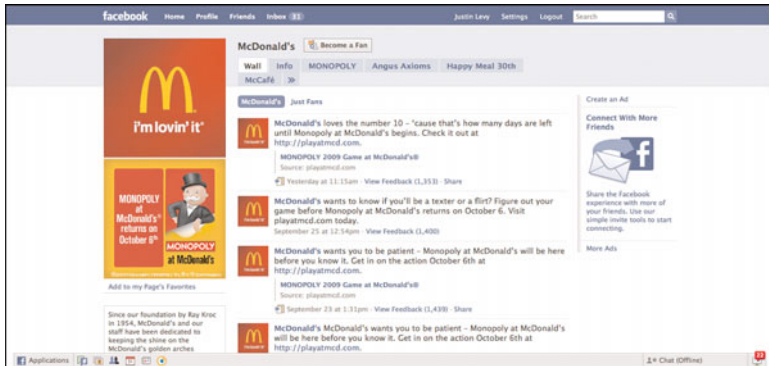 facebook Home Profile Friends Inbox 31 Justin Levy Settings Logout Search
McDonald's Become a Fan
Wall Info MONOPOLY Angus Axioms Happy Meal 30th
McCafé »
i'm lovin' it®
MONOPOLY
at
McDonald's®
returns on
October 6th
MONOPOLY
at McDonald's
Add to my Page's Favorites
Since our foundation by Ray Kroc
in 1954, McDonald's and our
staff have been dedicated to
keeping the shine on the
McDonald's golden arches
McDonald's Just Fans
McDonald's loves the number 10 - 'cause that's how many days are left
until Monopoly at McDonald's begins. Check it out at
http://playatmcd.com.
MONOPOLY 2009 Game at McDonald's®
Source: playatmcd.com
Yesterday at 11:15am · View Feedback (1,353) · Share
McDonald's wants to know if you'll be a texter or a flirt? Figure out your
game before Monopoly at McDonald's returns on October 6. Visit
playatmcd.com today.
September 25 at 12:54pm · View Feedback (1,400)
McDonald's wants you to be patient - Monopoly at McDonald's will be here
before you know it. Get in on the action October 6th at
http://playatmcd.com.
MONOPOLY 2009 Game at McDonald's®
Source: playatmcd.com
September 23 at 1:31pm · View Feedback (1,439) · Share
McDonald's McDonald's wants you to be patient - Monopoly at McDonald's
will be here before you know it. Get in on the action October 6th at
http://playatmcd.com.
Create an Ad
Connect With More
Friends
Share the Facebook
experience with more of
your friends. Use our
simple invite tools to start
connecting.
More Ads
Applications Chat (Offline)